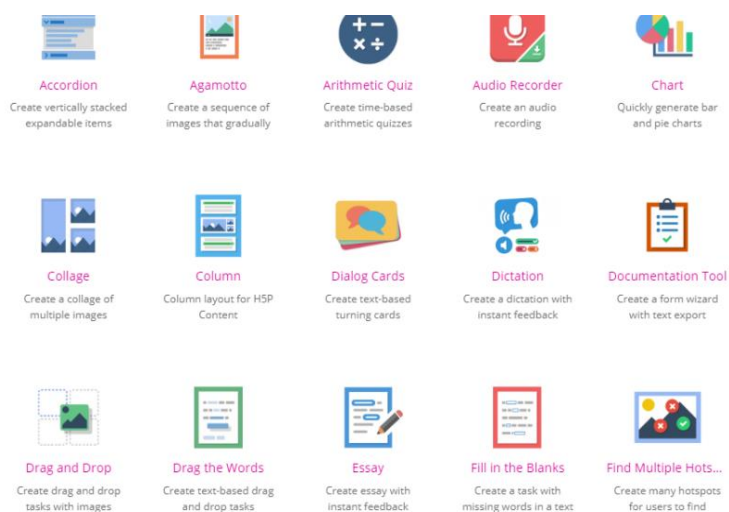 Accordion
Create vertically stacked
expandable items
Agamotto
Create a sequence of
images that gradually
Arithmetic Quiz
Create time-based
arithmetic quizzes
Audio Recorder
Create an audio
recording
Chart
Quickly generate bar
and pie charts
Collage
Create a collage of
multiple images
Column
Column layout for H5P
Content
Dialog Cards
Create text-based
turning cards
Dictation
Create a dictation with
instant feedback
Documentation Tool
Create a form wizard
with text export
Drag and Drop
Create drag and drop
tasks with images
Drag the Words
Create text-based drag
and drop tasks
Essay
Create essay with
instant feedback
Fill in the Blanks
Create a task with
missing words in a text
Find Multiple Hots...
Create many hotspots
for users to find